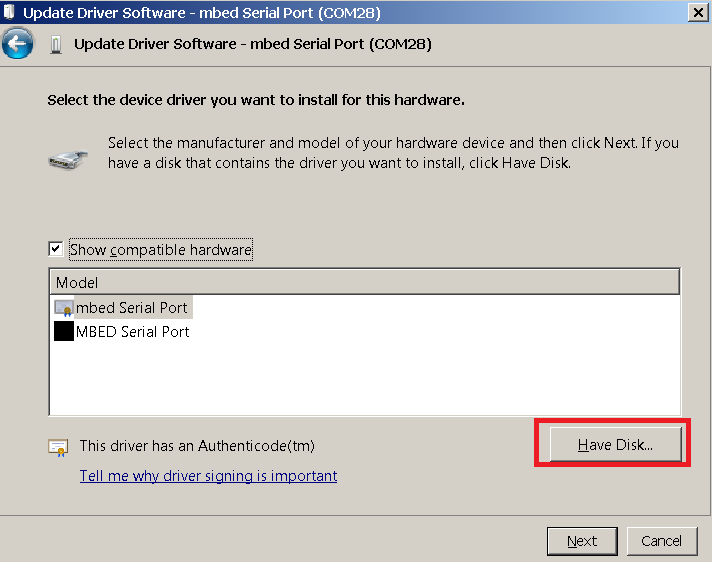 Update Driver Software - mbed Serial Port (COM28)
Update Driver Software - mbed Serial Port (COM28)
Select the device driver you want to install for this hardware.
Select the manufacturer and model of your hardware device and then click Next. If you
have a disk that contains the driver you want to install, click Have Disk.
Show compatible hardware
Model
mbed Serial Port
MBED Serial Port
This driver has an Authenticode(tm)
Have Disk...
Tell me why driver signing is important
Next
Cancel